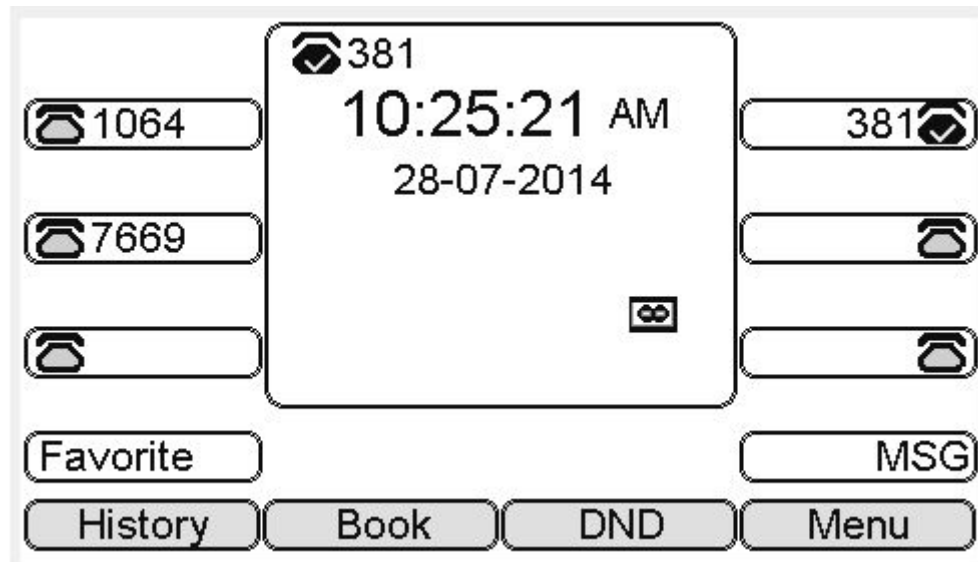 381
10:25:21 AM
28-07-2014
1064
381
7669
Favorite
MSG
History
Book
DND
Menu